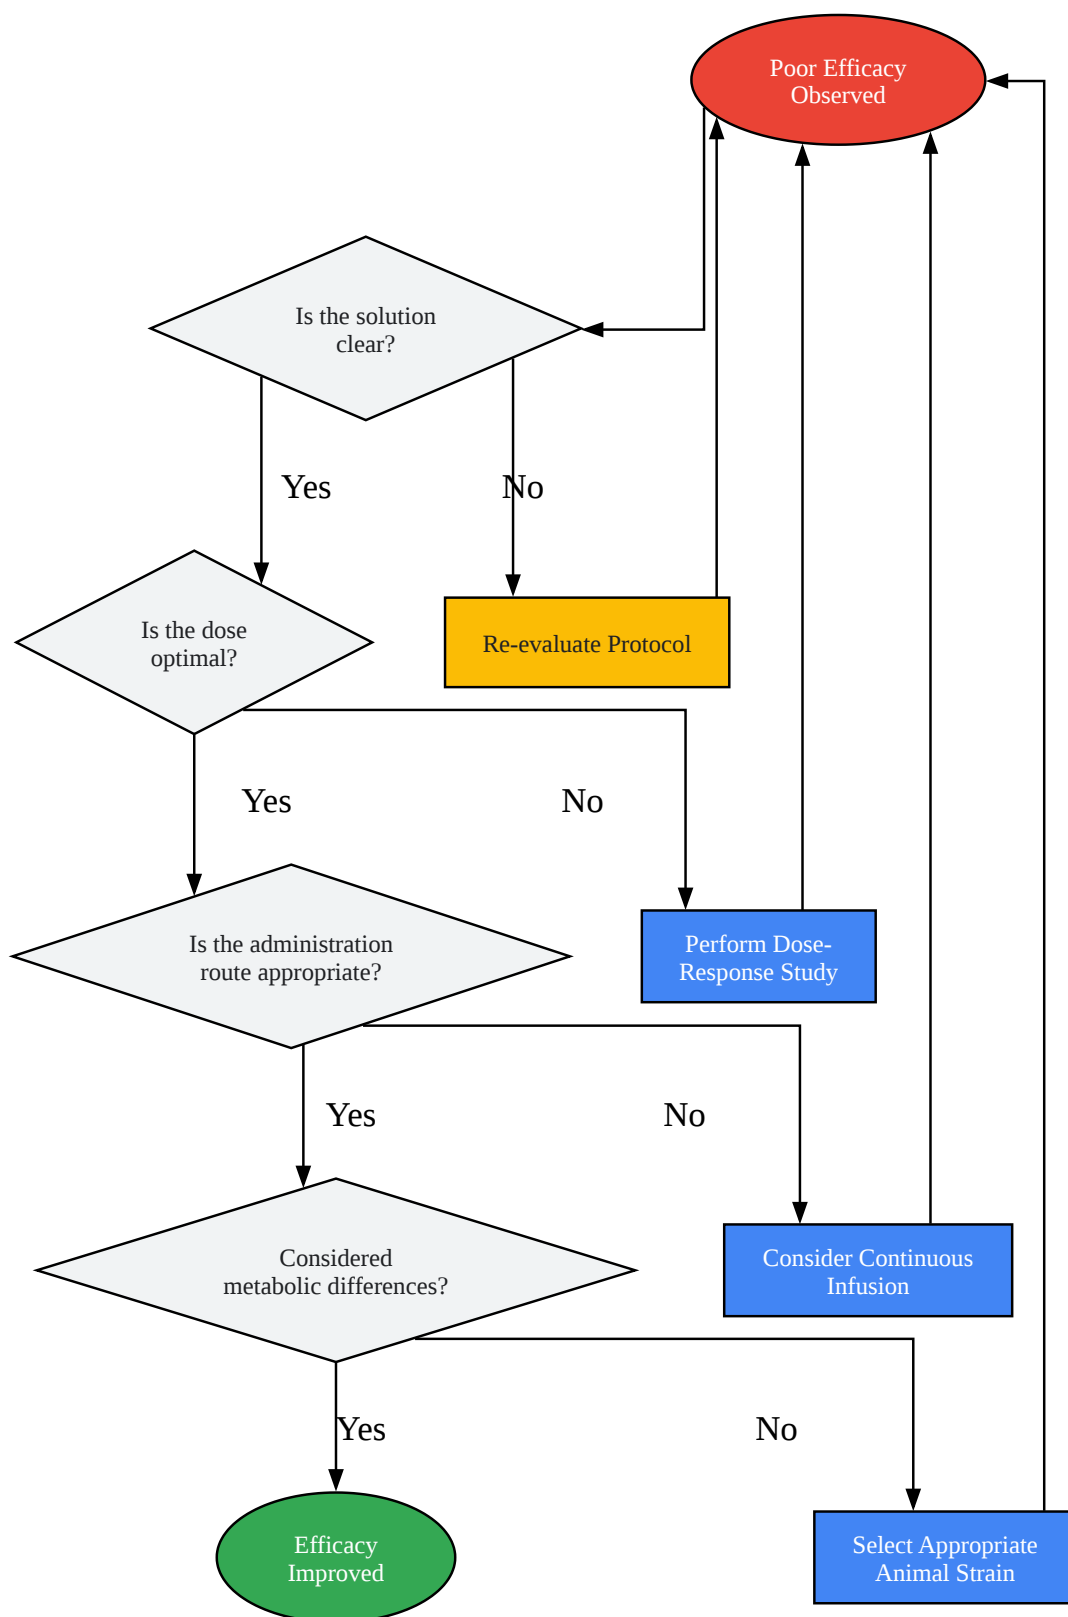 Poor Efficacy
Observed
Is the solution
clear?
Yes
No
Is the dose
optimal?
Re-evaluate Protocol
Yes
No
Is the administration
route appropriate?
Perform Dose-
Response Study
Yes
No
Considered
metabolic differences?
Consider Continuous
Infusion
Yes
No
Efficacy
Improved
Select Appropriate
Animal Strain